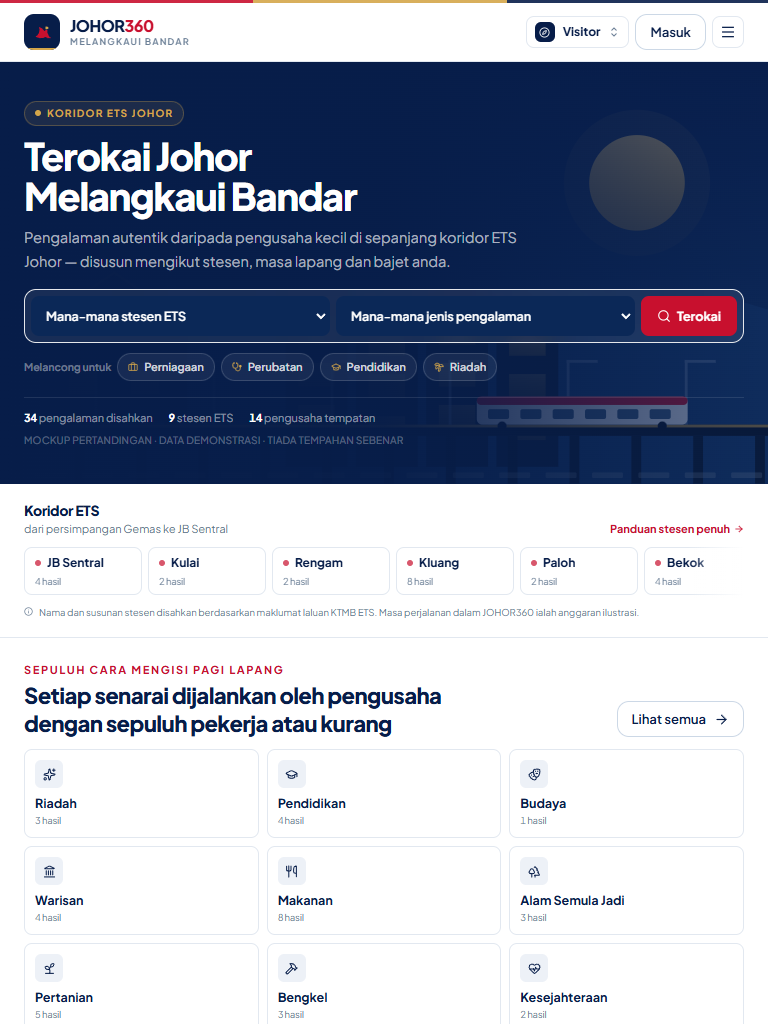 JOHOR360
MELANGKAUI BANDAR
Visitor
Masuk
KORIDOR ETS JOHOR
Terokai Johor
Melangkaui Bandar
Pengalaman autentik daripada pengusaha kecil di sepanjang koridor ETS
Johor — disusun mengikut stesen, masa lapang dan bajet anda.
Mana-mana stesen ETS
Mana-mana jenis pengalaman
Terokai
Melancong untuk
Perniagaan
Perubatan
Pendidikan
Riadah
34 pengalaman disahkan 9 stesen ETS 14 pengusaha tempatan
MOCKUP PERTANDINGAN · DATA DEMONSTRASI · TIADA TEMPAHAN SEBENAR
Koridor ETS
dari persimpangan Gemas ke JB Sentral
Panduan stesen penuh →
JB Sentral
4 hasil
Kulai
2 hasil
Rengam
2 hasil
Kluang
8 hasil
Paloh
2 hasil
Bekok
4 hasil
Nama dan susunan stesen disahkan berdasarkan maklumat laluan KTMB ETS. Masa perjalanan dalam JOHOR360 ialah anggaran ilustrasi.
SEPULUH CARA MENGISI PAGI LAPANG
Setiap senarai dijalankan oleh pengusaha
dengan sepuluh pekerja atau kurang
Lihat semua →
Riadah
3 hasil
Pendidikan
4 hasil
Budaya
1 hasil
Warisan
4 hasil
Makanan
8 hasil
Alam Semula Jadi
3 hasil
Pertanian
5 hasil
Bengkel
3 hasil
Kesejahteraan
2 hasil